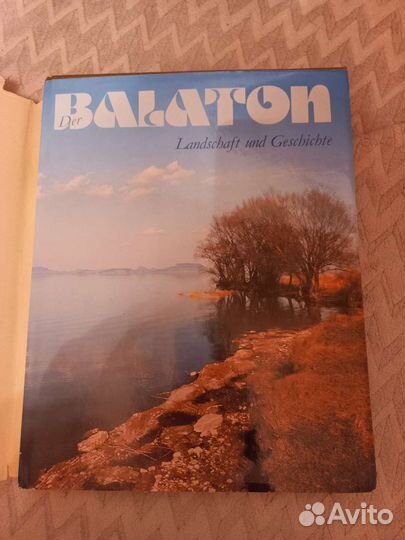 Der BALATON
Landschaft und Geschichte
Avito